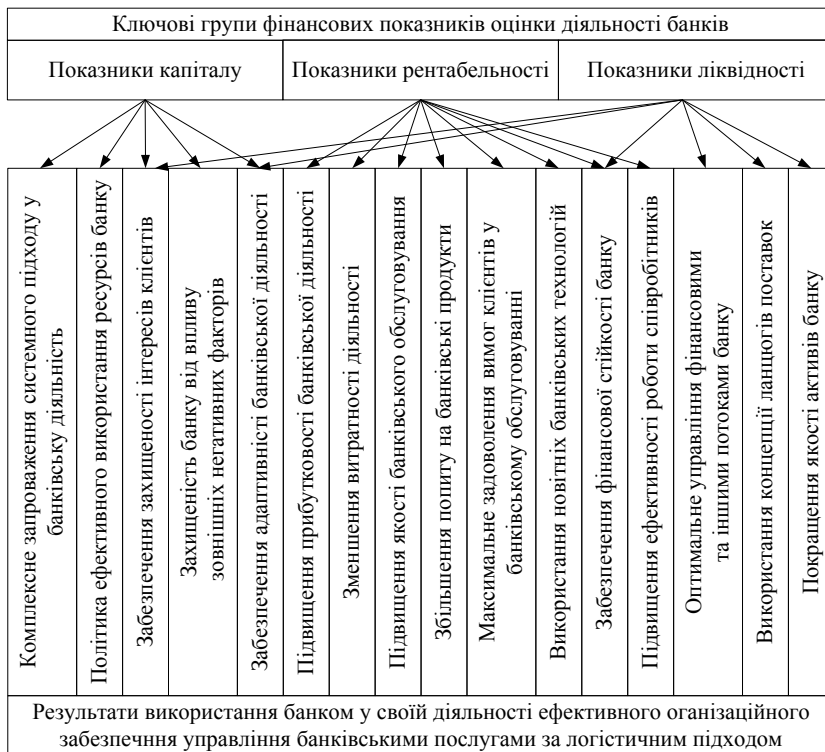 Ключові групи фінансових показників оцінки діяльності банків
Показники капіталу
Показники рентабельності
Показники ліквідності
Комплексне запроваження системного підходу у
банківську діяльність
Політика ефективного використання ресурсів банку
Забезпечення захищеності інтересів клієнтів
Захищеність банку від впливу
зовнішніх негативних факторів
Забезпечення адаптивності банківської діяльності
Підвищення прибутковості банківської діяльності
Зменшення витратності діяльності
Підвищення якості банківського обслуговування
Збільшення попиту на банківські продукти
Максимальне задоволення вимог клієнтів у
банківському обслуговуванні
Використання новітніх банківських технологій
Забезпечення фінансової стійкості банку
Підвищення ефективності роботи співробітників
Оптимальне управління фінансовими
та іншими потоками банку
Використання концепції ланцюгів поставок
Покращення якості активів банку
Результати використання банком у своїй діяльності ефективного оганізаційного
забезпечння управління банківськими послугами за логістичним підходом